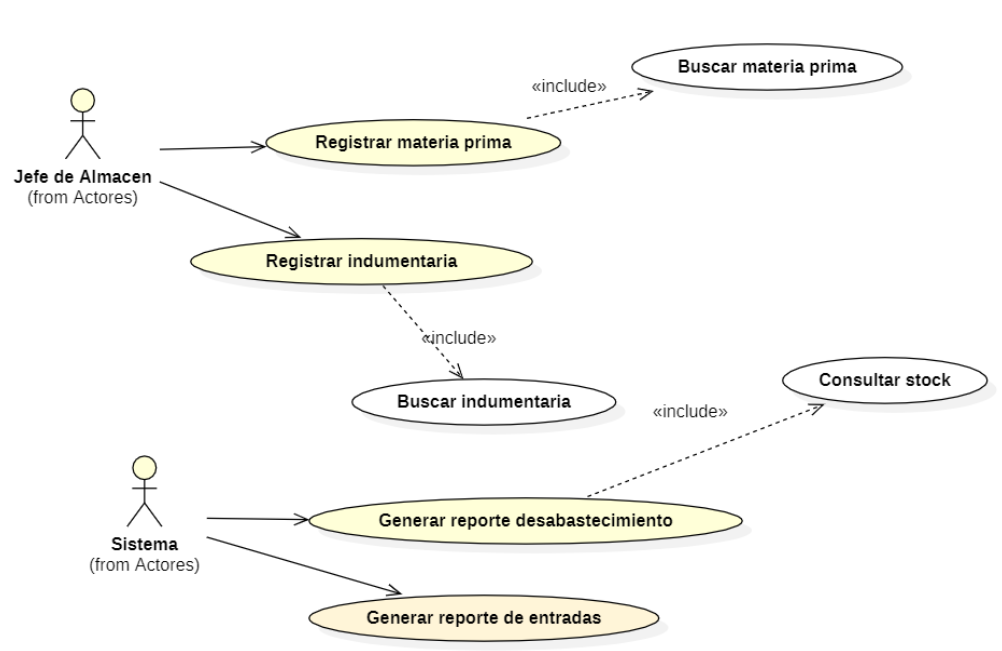 Buscar materia prima
«include»
Registrar materia prima
Jefe de Almacen
(from Actores)
Registrar indumentaria
«include»
Buscar indumentaria
Consultar stock
«include»
Generar reporte desabastecimiento
Sistema
(from Actores)
Generar reporte de entradas